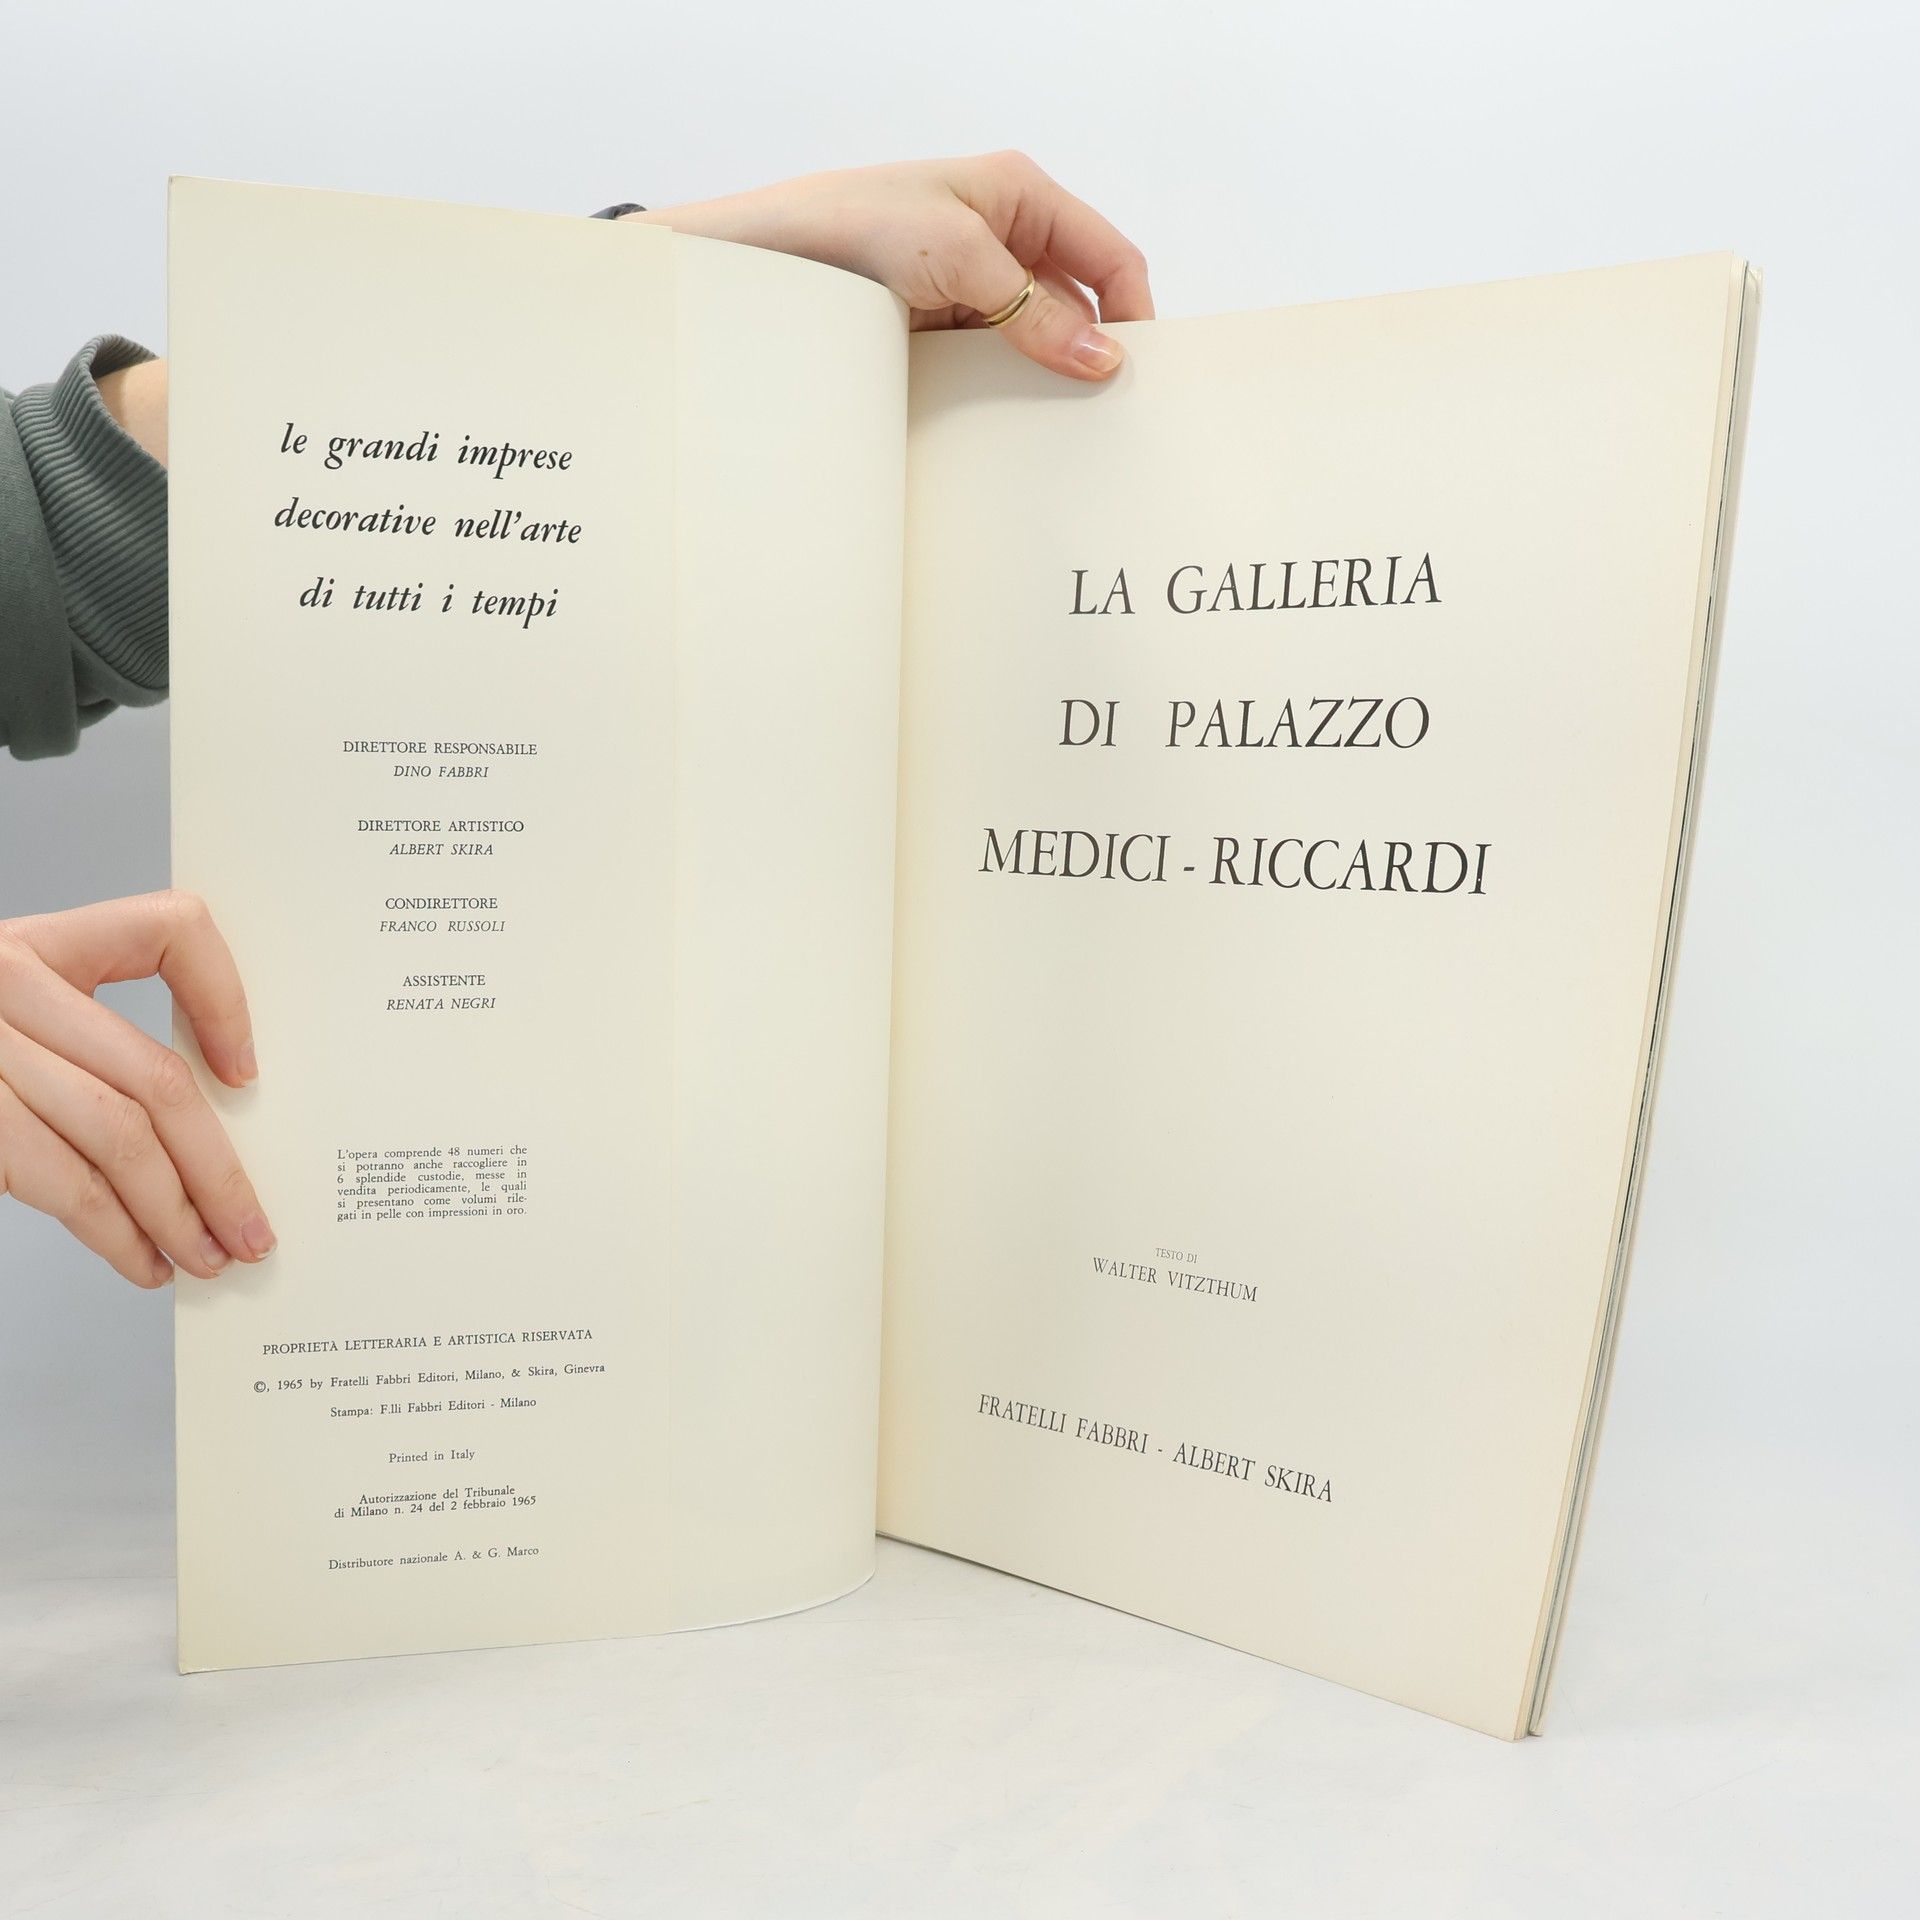 le grandi imprese
decorative nell'arte
di tutti i tempi
DIRETTORE RESPONSABILE
DINO FABBRI
DIRETTORE ARTISTICO
ALBERT SKIRA
CONDIRETTORE
FRANCO RUSSOLI
ASSISTENTE
RENATA NEGRI
L'opera comprende 48 numeri che
si potranno anche raccogliere in
6 splendide custodie, messe in
vendita periodicamente, le quali
si presentano come volumi rile-
gati in pelle con impressioni in oro.
PROPRIETÀ LETTERARIA E ARTISTICA RISERVATA
©, 1965 by Fratelli Fabbri Editori, Milano, & Skira, Ginevra
Stampa: F.lli Fabbri Editori - Milano
Printed in Italy
Autorizzazione del Tribunale
di Milano n. 24 del 2 febbraio 1965
Distributore nazionale A. & G. Marco
LA GALLERIA
DI PALAZZO
MEDICI - RICCARDI
TESTO DI
WALTER VITZTHUM
FRATELLI FABBRI - ALBERT SKIRA